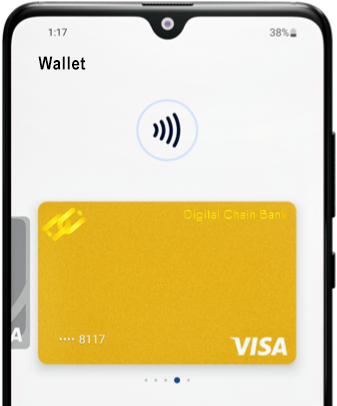 1:17
38%
Wallet
Digital Chain Bank
•••• 8117
VISA
A